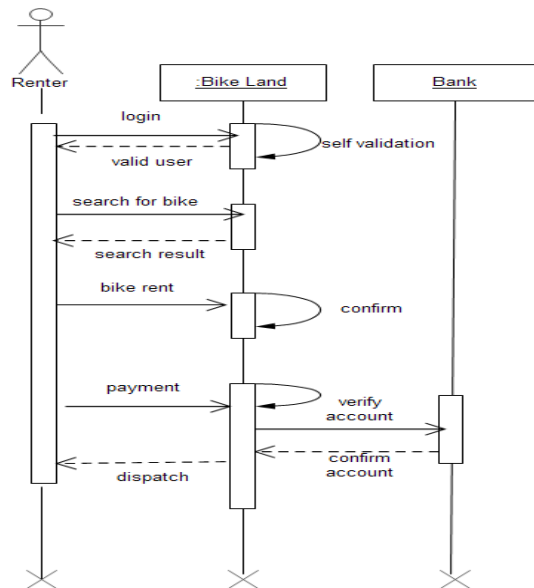 Renter
:Bike Land
Bank
login
self validation
valid user
search for bike
search result
bike rent
confirm
payment
verify
account
confirm
account
dispatch